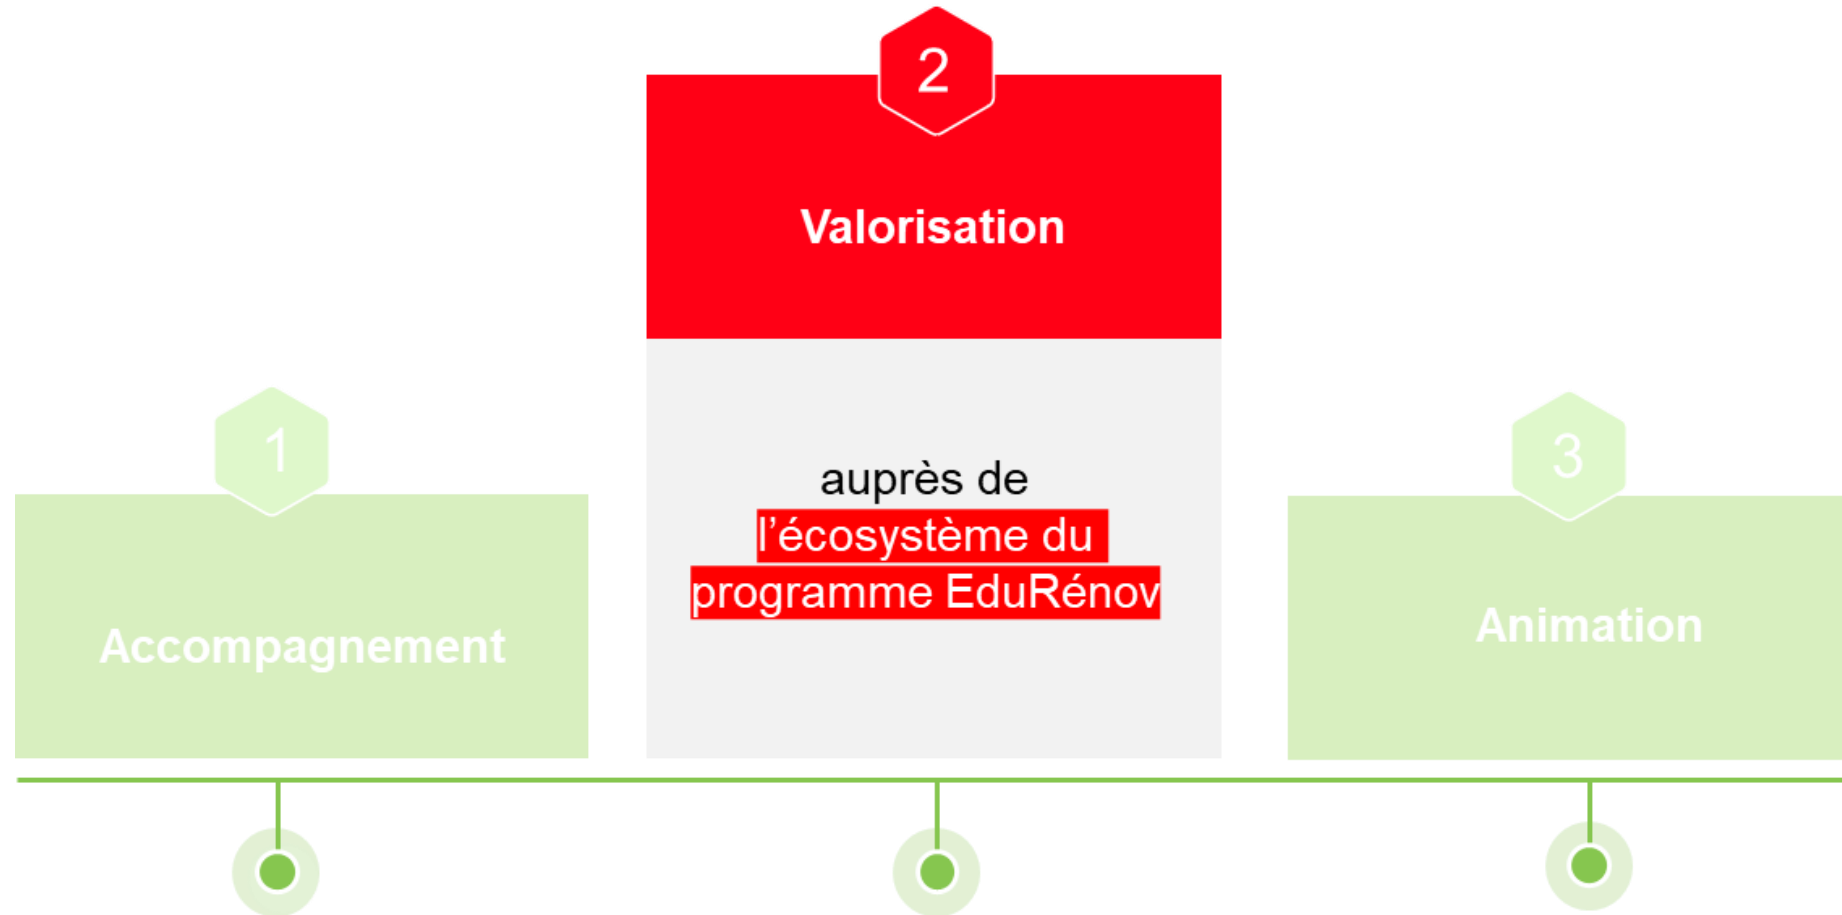 1
Accompagnement
2
Valorisation
auprès de
l’écosystème du
programme EduRénov
3
Animation